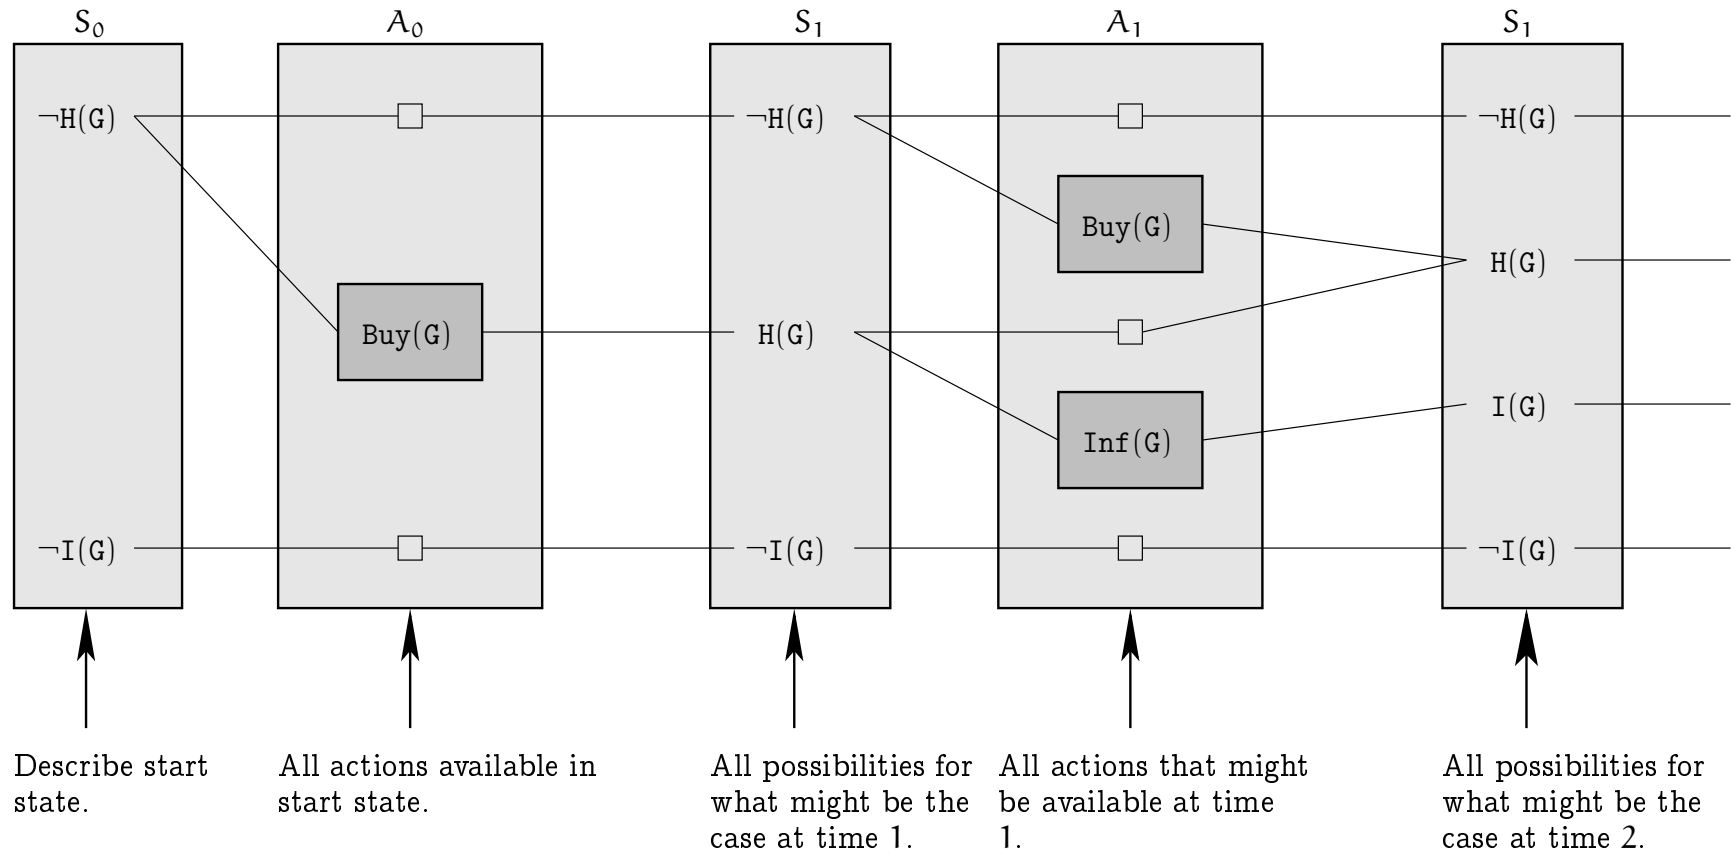 S₀ A₀ S₁ A₁ S₁
¬H(G) ¬H(G) ¬H(G)
Buy(G)
H(G)
Buy(G) H(G)
I(G)
Inf(G)
¬I(G) ¬I(G) ¬I(G)
Describe start
state.
All actions available in
start state.
All possibilities for
what might be the
case at time 1.
All actions that might
be available at time
1.
All possibilities for
what might be the
case at time 2.